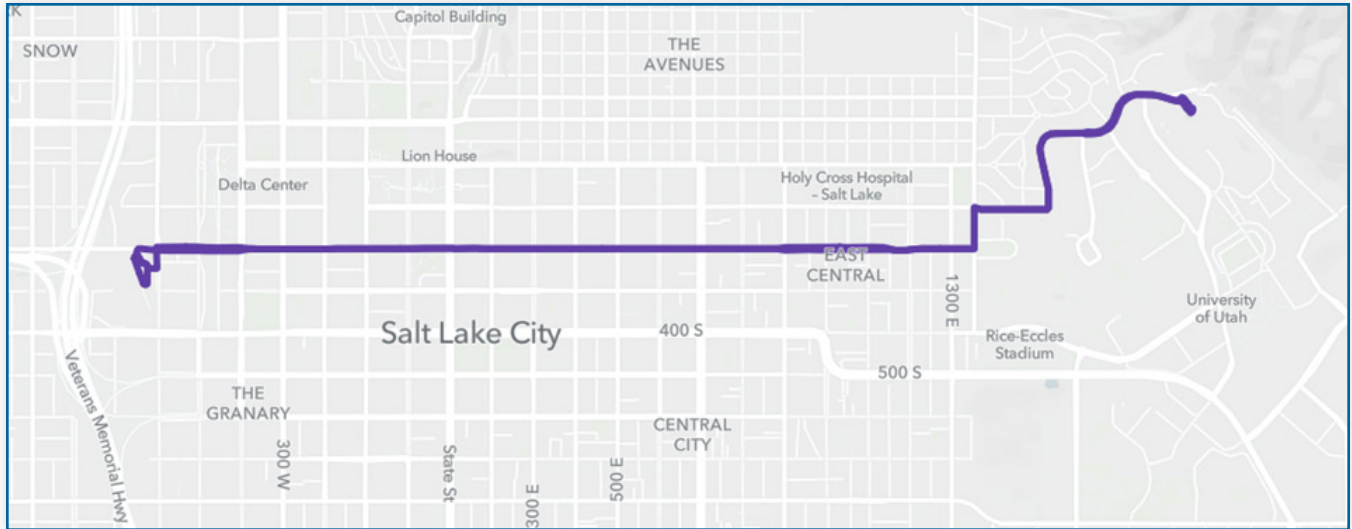 K
Capitol Building
SNOW
THE
AVENUES
Lion House
Delta Center
Holy Cross Hospital
- Salt Lake
EAST
CENTRAL
1300 E
University
of Utah
Salt Lake City
400 S
Rice-Eccles
Stadium
500 S
Veterans Memorial Hwy
THE
GRANARY
CENTRAL
CITY
300 W
State St
300 E
500 E